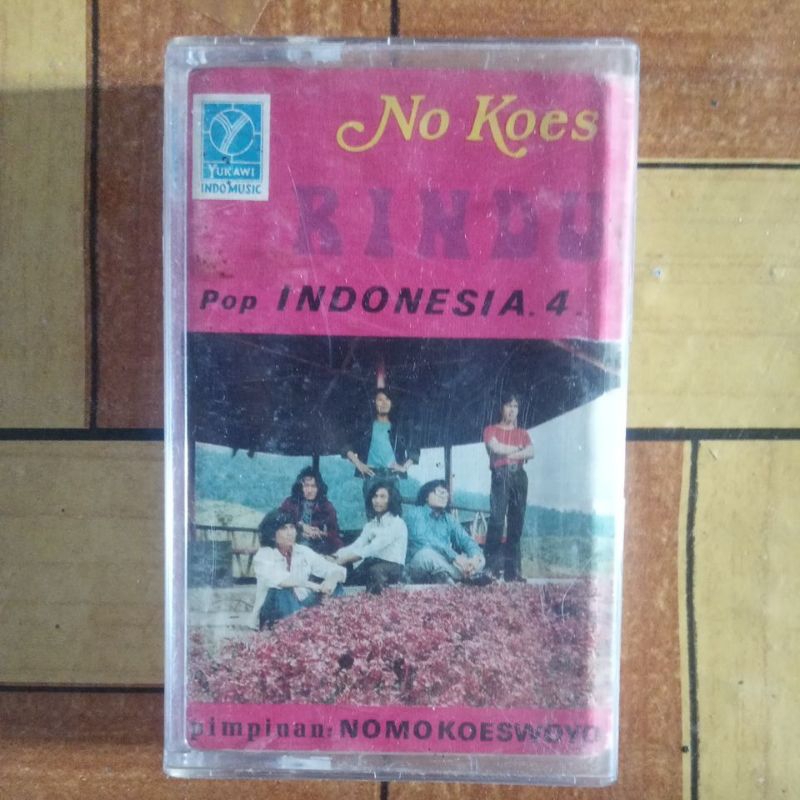 No Koes
YUKAWI
INDO MUSIC
RINDU
Pop INDONESIA.4.
pimpinan: NOMO KOESWOYO